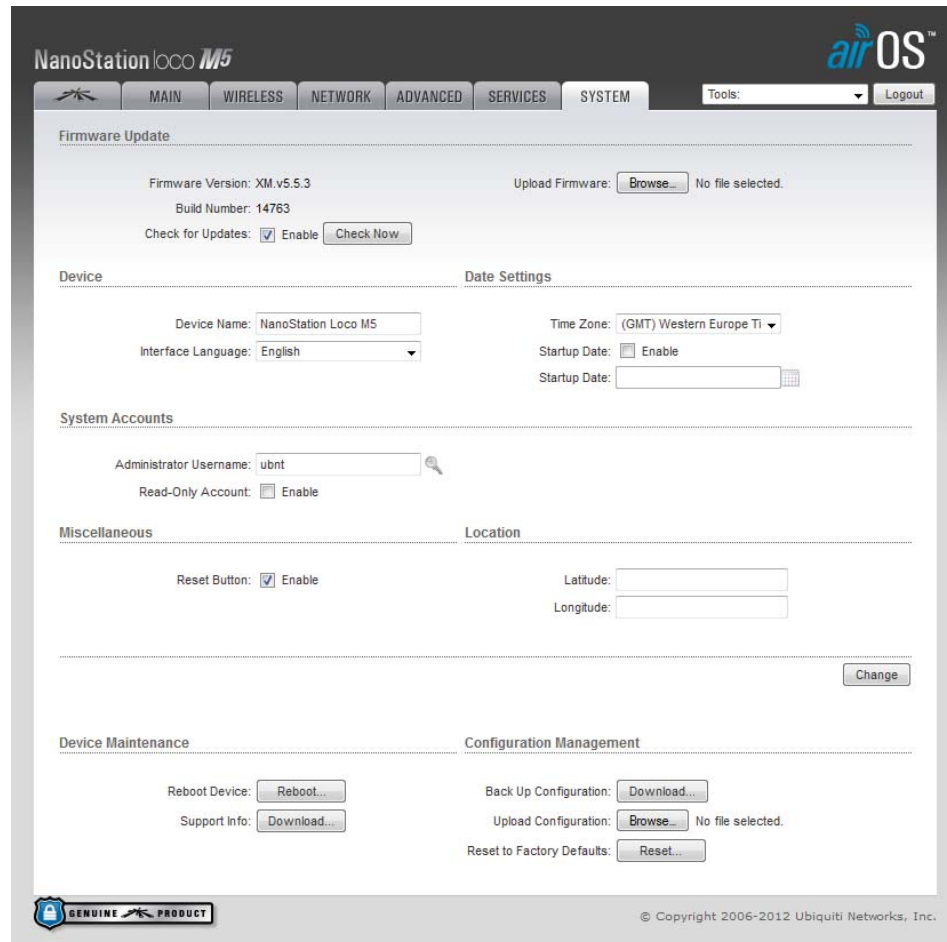 NanoStation loco M5
airOS™
MAIN WIRELESS NETWORK ADVANCED SERVICES SYSTEM Tools: Logout
Firmware Update
Firmware Version: XM.v5.5.3 Upload Firmware: Browse... No file selected.
Build Number: 14763
Check for Updates: Enable Check Now
Device Date Settings
Device Name: NanoStation Loco M5 Time Zone: (GMT) Western Europe Ti
Interface Language: English Startup Date: Enable
Startup Date:
System Accounts
Administrator Username: ubnt
Read-Only Account: Enable
Miscellaneous Location
Reset Button: Enable Latitude:
Longitude:
Change
Device Maintenance Configuration Management
Reboot Device: Reboot... Back Up Configuration: Download...
Support Info: Download... Upload Configuration: Browse... No file selected.
Reset to Factory Defaults: Reset...
GENUINE PRODUCT © Copyright 2006-2012 Ubiquiti Networks, Inc.